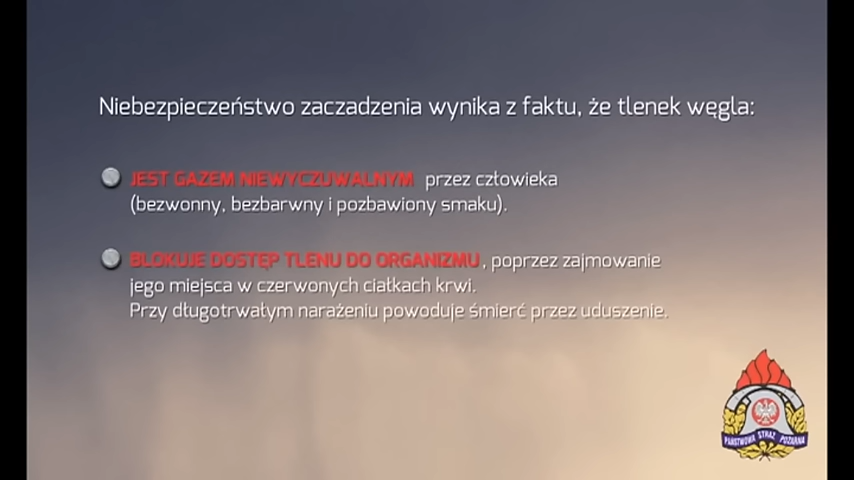 Niebezpieczeństwo zaczadzenia wynika z faktu, że tlenek węgla:
JEST GAZEM NIEWYCZUWALNYM przez człowieka
(bezwonny, bezbarwny i pozbawiony smaku).
BLOKUJE DOSTĘP TLENU DO ORGANIZMU, poprzez zajmowanie
jego miejsca w czerwonych ciałkach krwi.
Przy długotrwałym narażeniu powoduje śmierć przez uduszenie.
PAŃSTWOWA STRAŻ POŻARNA